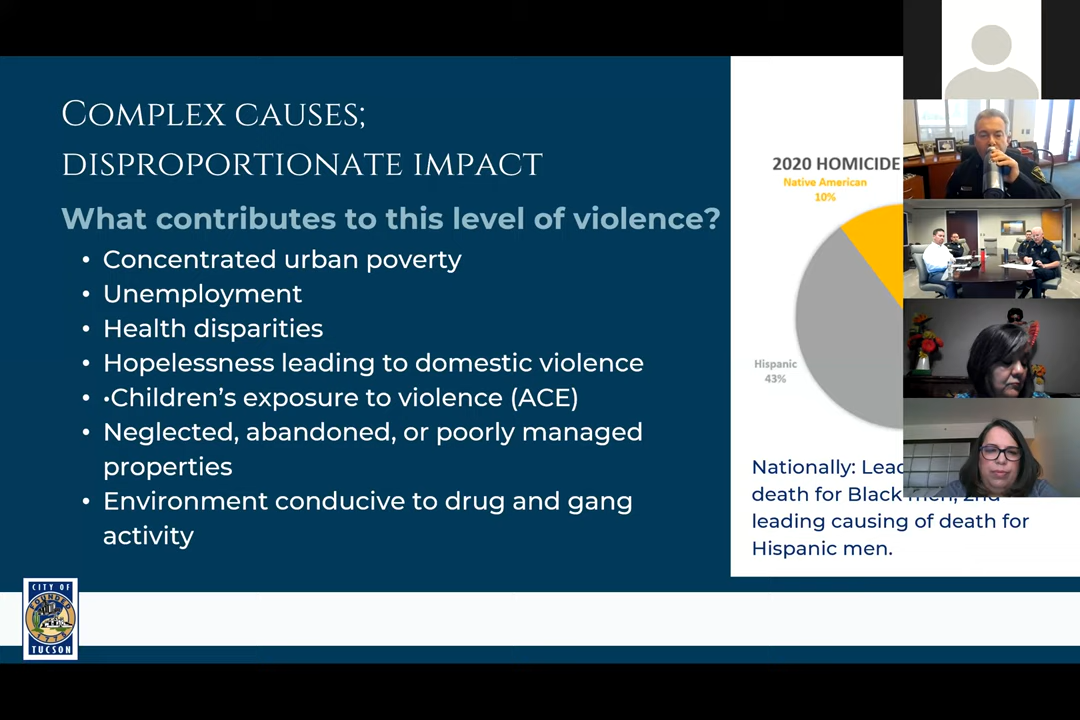 COMPLEX CAUSES;
DISPROPORTIONATE IMPACT
What contributes to this level of violence?
• Concentrated urban poverty
• Unemployment
• Health disparities
• Hopelessness leading to domestic violence
• •Children's exposure to violence (ACE)
• Neglected, abandoned, or poorly managed
properties
• Environment conducive to drug and gang
activity
2020 HOMICIDE
Native American
10%
Hispanic
43%
Nationally:
death for Black
leading causing of death for
Hispanic men.
CITY OF
FOUNDED
1775
TUCSON